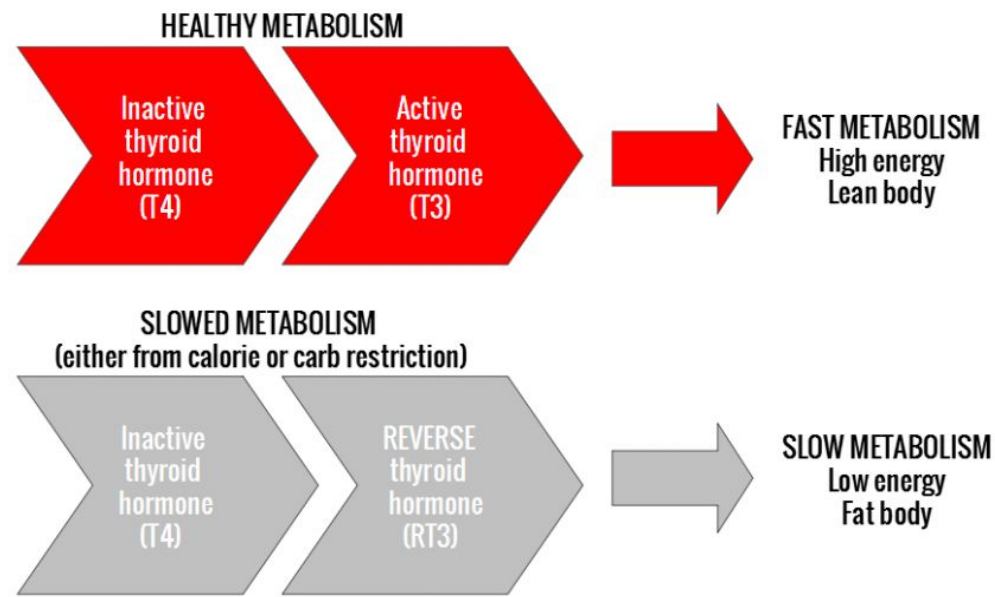 HEALTHY METABOLISM
Inactive
thyroid
hormone
(T4)
Active
thyroid
hormone
(T3)
FAST METABOLISM
High energy
Lean body
SLOWED METABOLISM
(either from calorie or carb restriction)
Inactive
thyroid
hormone
(T4)
REVERSE
thyroid
hormone
(RT3)
SLOW METABOLISM
Low energy
Fat body